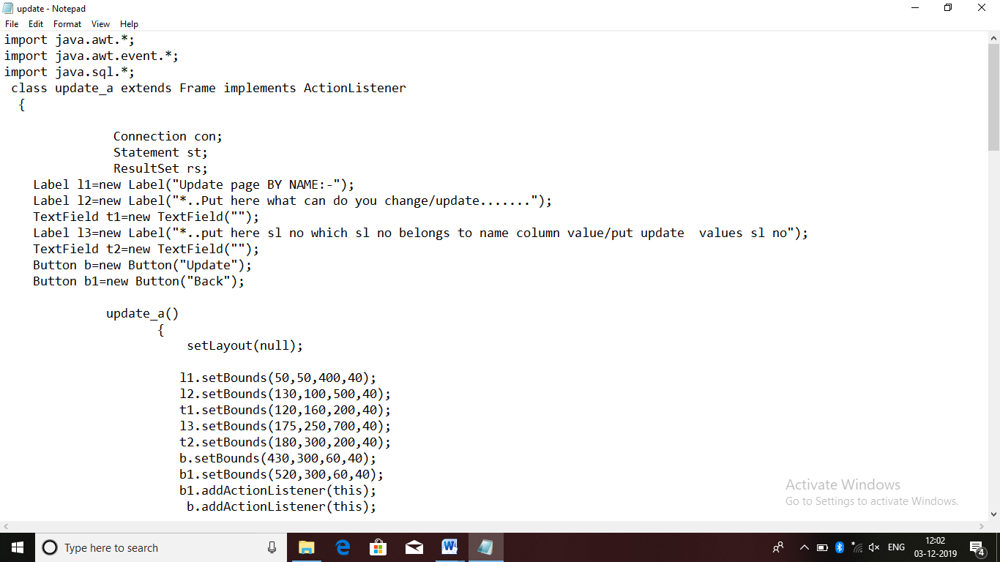 update - Notepad
File Edit Format View Help
import java.awt.*;
import java.awt.event.*;
import java.sql.*;
class update_a extends Frame implements ActionListener
{
Connection con;
Statement st;
ResultSet rs;
Label l1=new Label("Update page BY NAME:-");
Label l2=new Label("*..Put here what can do you change/update.......");
TextField t1=new TextField("");
Label l3=new Label("*..put here sl no which sl no belongs to name column value/put update  values sl no");
TextField t2=new TextField("");
Button b=new Button("Update");
Button b1=new Button("Back");
update_a()
{
setLayout(null);
l1.setBounds(50,50,400,40);
l2.setBounds(130,100,500,40);
t1.setBounds(120,160,200,40);
l3.setBounds(175,250,700,40);
t2.setBounds(180,300,200,40);
b.setBounds(430,300,60,40);
b1.setBounds(520,300,60,40);
b1.addActionListener(this);
b.addActionListener(this);
Activate Windows
Go to Settings to activate Windows.
Type here to search
ENG
12:02
03-12-2019
4